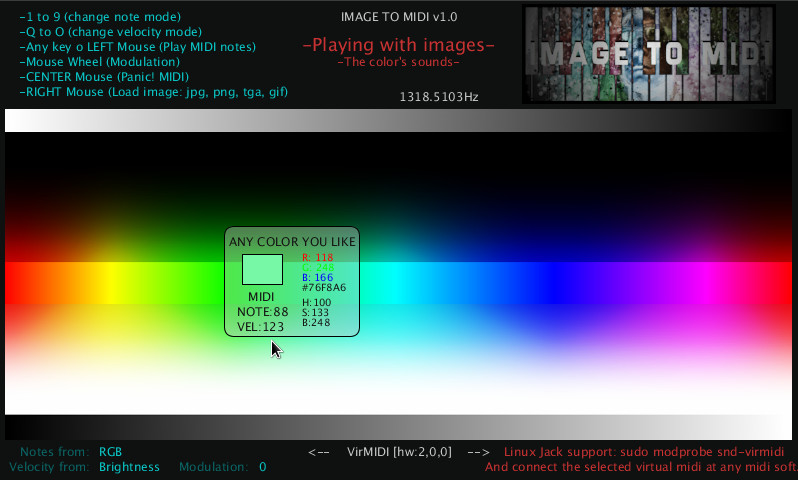 -1 to 9 (change note mode)
-Q to O (change velocity mode)
-Any key o LEFT Mouse (Play MIDI notes)
-Mouse Wheel (Modulation)
-CENTER Mouse (Panic! MIDI)
-RIGHT Mouse (Load image: jpg, png, tga, gif)
IMAGE TO MIDI v1.0
-Playing with images-
-The color's sounds-
1318.5103Hz
IMAGE TO MIDI
ANY COLOR YOU LIKE
R: 118
G: 248
B: 166
#76F8A6
H:100
S:133
B:248
MIDI
NOTE:88
VEL:123
Notes from: RGB
Velocity from: Brightness Modulation: 0
<-- VirMIDI [hw:2,0,0] -->
Linux Jack support: sudo modprobe snd-virmidi
And connect the selected virtual midi at any midi soft.